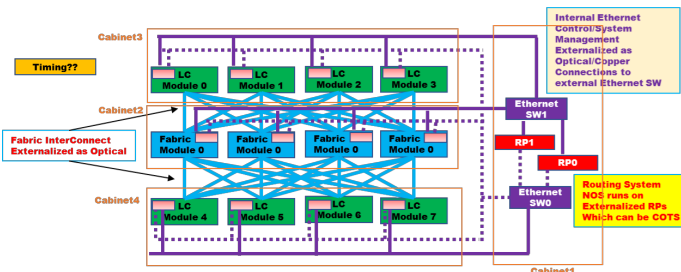 Cabinet3
Timing??
LC
Module 0
LC
Module 1
LC
Module 2
LC
Module 3
Internal Ethernet
Control/System
Management
Externalized as
Optical/Copper
Connections to
external Ethernet SW
Cabinet2
Ethernet
SW1
Fabric InterConnect
Externalized as Optical
Fabric
Module 0
Fabric
Module 0
Fabric
Module 0
Fabric
Module 0
RP1
RP0
Cabinet4
LC
Module 4
LC
Module 5
LC
Module 6
LC
Module 7
Ethernet
SW0
Routing System
NOS runs on
Externalized RPs
Which can be COTS
Cabinet1